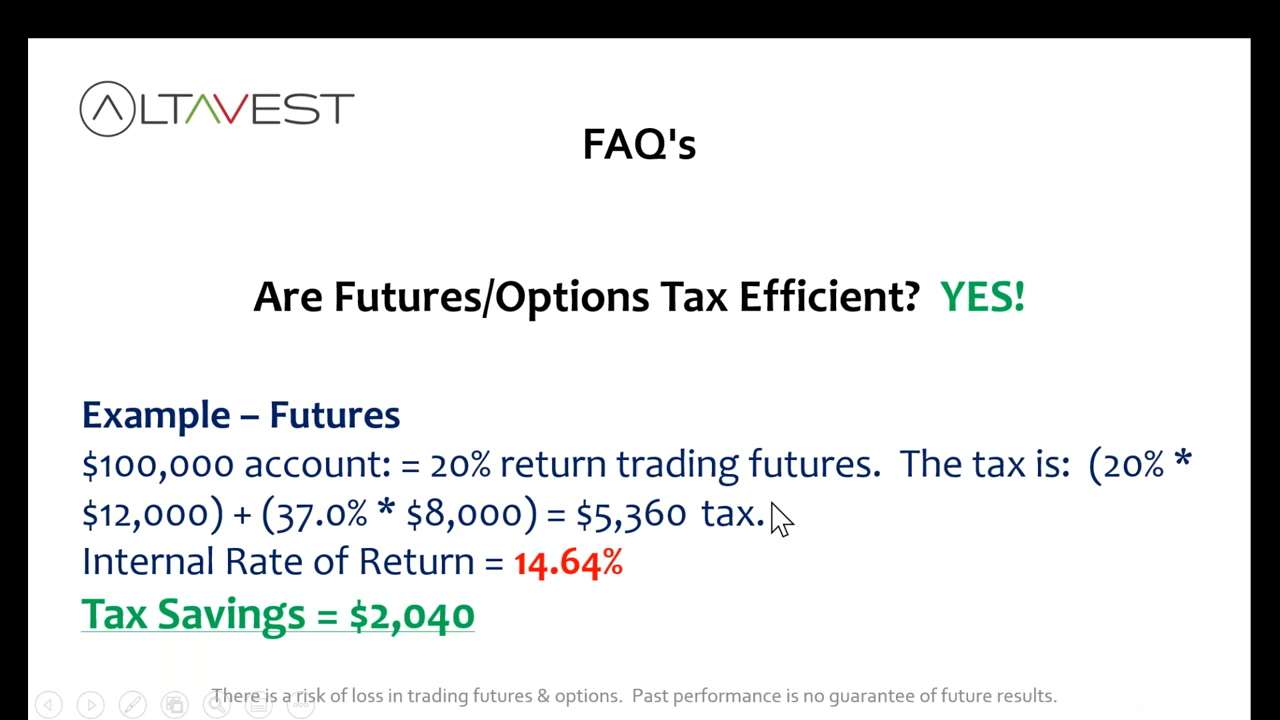 ALTAVEST
FAQ's
Are Futures/Options Tax Efficient? YES!
Example – Futures
$100,000 account: = 20% return trading futures. The tax is: (20% *
$12,000) + (37.0% * $8,000) = $5,360 tax.
Internal Rate of Return = 14.64%
Tax Savings = $2,040
There is a risk of loss in trading futures & options. Past performance is no guarantee of future results.